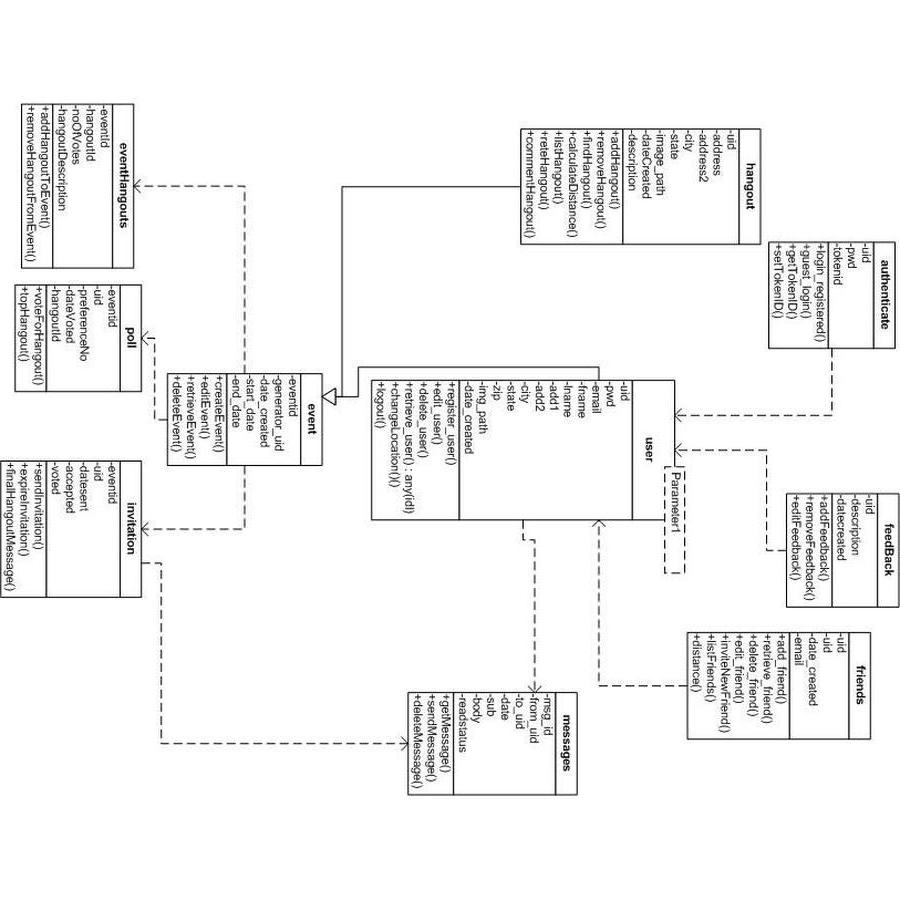 authenticate
-uid
-pwd
-tokenid
+login_registered()
+guest_login()
+getTokenID()
+setTokenID()
feedBack
-uid
-description
-datecreated
+addFeedback()
+removeFeedback()
+editFeedback()
friends
-uid
-uid
-date_created
-email
+add_friend()
+retrieve_friend()
+delete_friend()
+edit_friend()
+inviteNewFriend()
+listFriends()
+distance()
hangout
-uid
-address
-address2
-city
-state
-image_path
-dateCreated
-description
+addHangout()
+removeHangout()
+findHangout()
+calculateDistance()
+listHangout()
+reteHangout()
+commentHangout()
Parameter1
user
-uid
-pwd
-email
-fname
-lname
-add1
-add2
-city
-state
-zip
-img_path
-date_created
+register_user()
+edit_user()
+delete_user()
+retrieve_user() : any(idl)
+changeLocation()()
+logout()
messages
-msg_id
-from_uid
-to_uid
-date
-sub
-body
-readstatus
+getMessage()
+sendMessage()
+deleteMessage()
event
-eventid
-generator_uid
-date_created
-start_date
-end_date
+createEvent()
+editEvent()
+retrieveEvent()
+deleteEvent()
eventHangouts
-eventId
-hangoutId
-noOfVotes
-hangoutDescription
+addHangoutToEvent()
+removeHangoutFromEvent()
poll
-eventid
-uid
-preferenceNo
-dateVoted
-hangoutId
+voteForHangout()
+topHangout()
invitation
-eventid
-uid
-datesent
-accepted
-voted
+sendInvitation()
+expireInvitation()
+finalHangoutMessage()